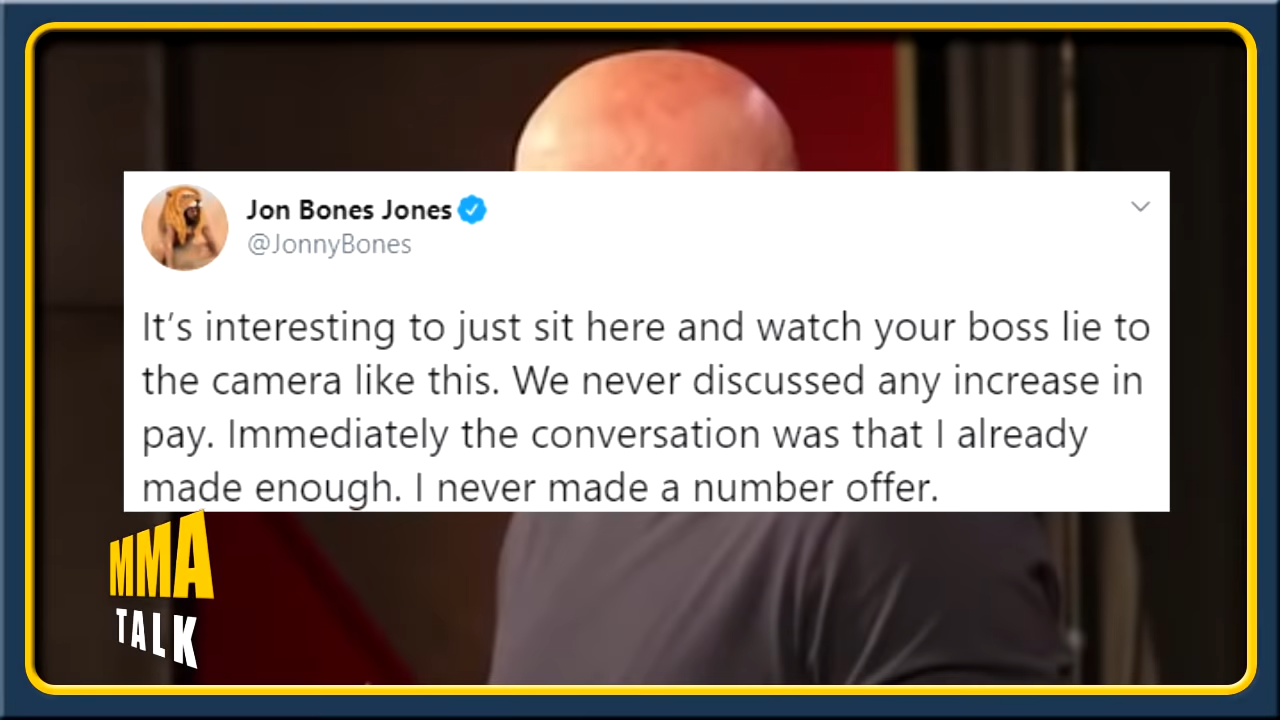 Jon Bones Jones
@JonnyBones
It’s interesting to just sit here and watch your boss lie to
the camera like this. We never discussed any increase in
pay. Immediately the conversation was that I already
made enough. I never made a number offer.
MMA
TALK